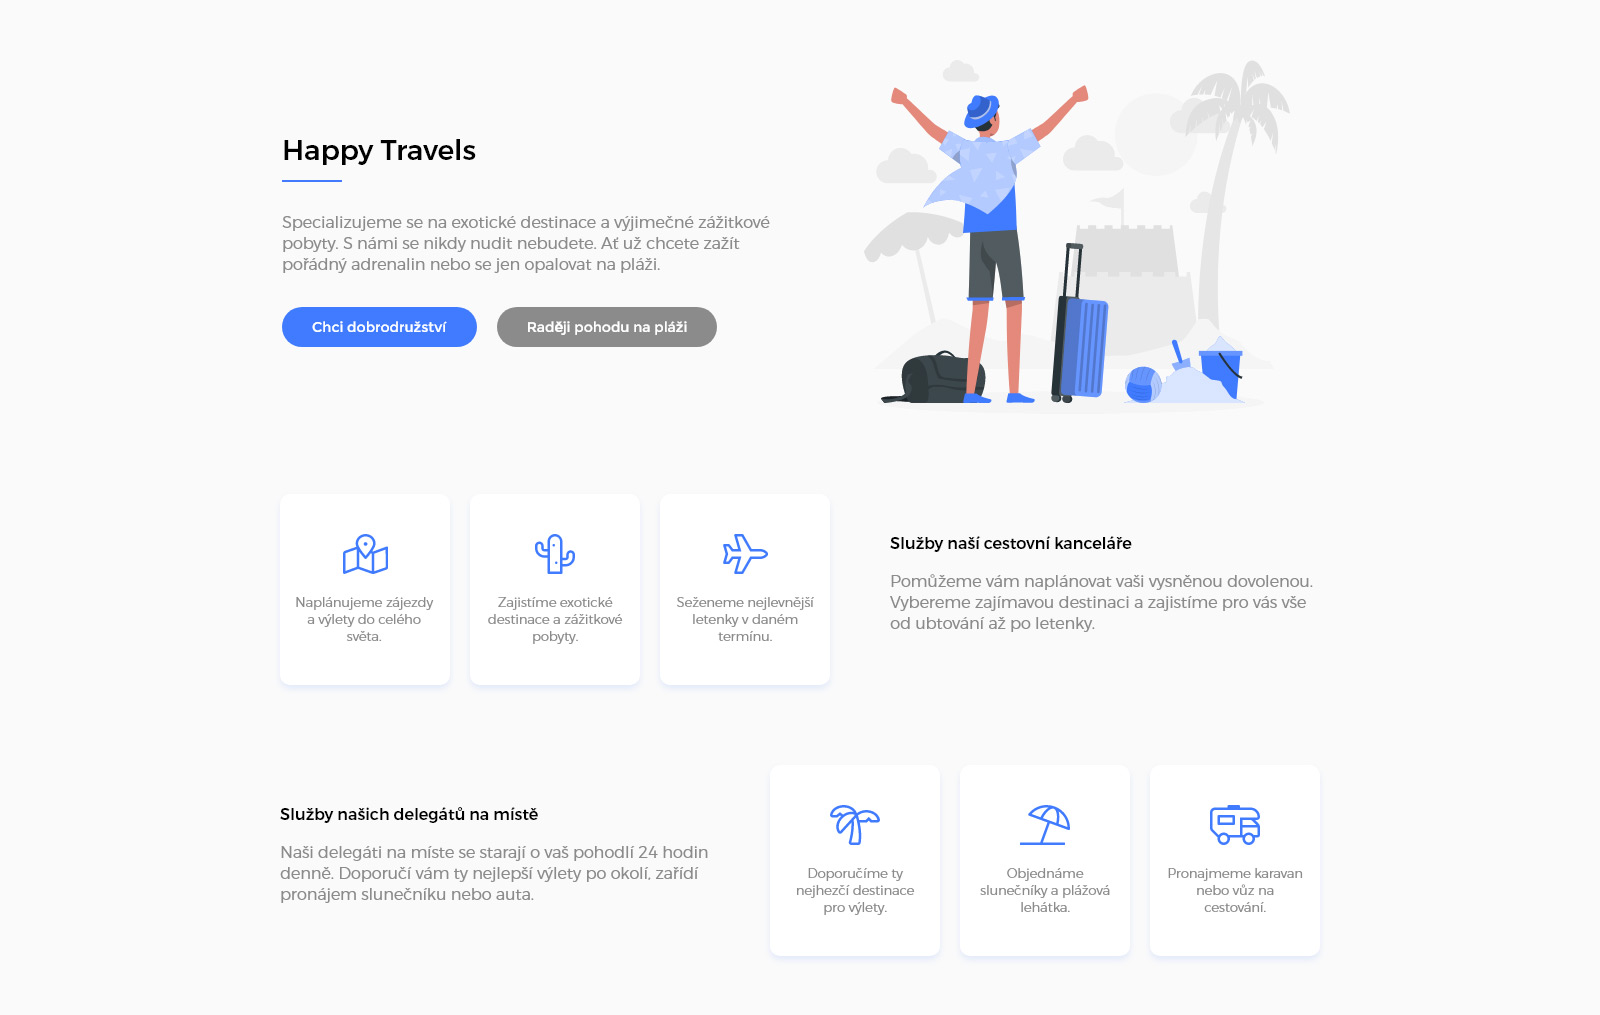 Happy Travels
Specializujeme se na exotické destinace a výjimečné zážitkové
pobyty. S námi se nikdy nudit nebudete. Ať už chcete zažít
pořádný adrenalin nebo se jen opalovat na pláži.
Chci dobrodružství
Raději pohodu na pláži
Naplánujeme zájezdy
a výlety do celého
světa.
Zajistíme exotické
destinace a zážitkové
pobyty.
Seženeme nejlevnější
letenky v daném
termínu.
Služby naší cestovní kanceláře
Pomůžeme vám naplánovat vaši vysněnou dovolenou.
Vybereme zajímavou destinaci a zajistíme pro vás vše
od ubtování až po letenky.
Služby našich delegátů na místě
Naši delegáti na míste se starají o vaš pohodlí 24 hodin
denně. Doporučí vám ty nejlepší výlety po okolí, zařídí
pronájem slunečníku nebo auta.
Doporučíme ty
nejhezčí destinace
pro výlety.
Objednáme
slunečníky a plážová
lehátka.
Pronajmeme karavan
nebo vůz na
cestování.